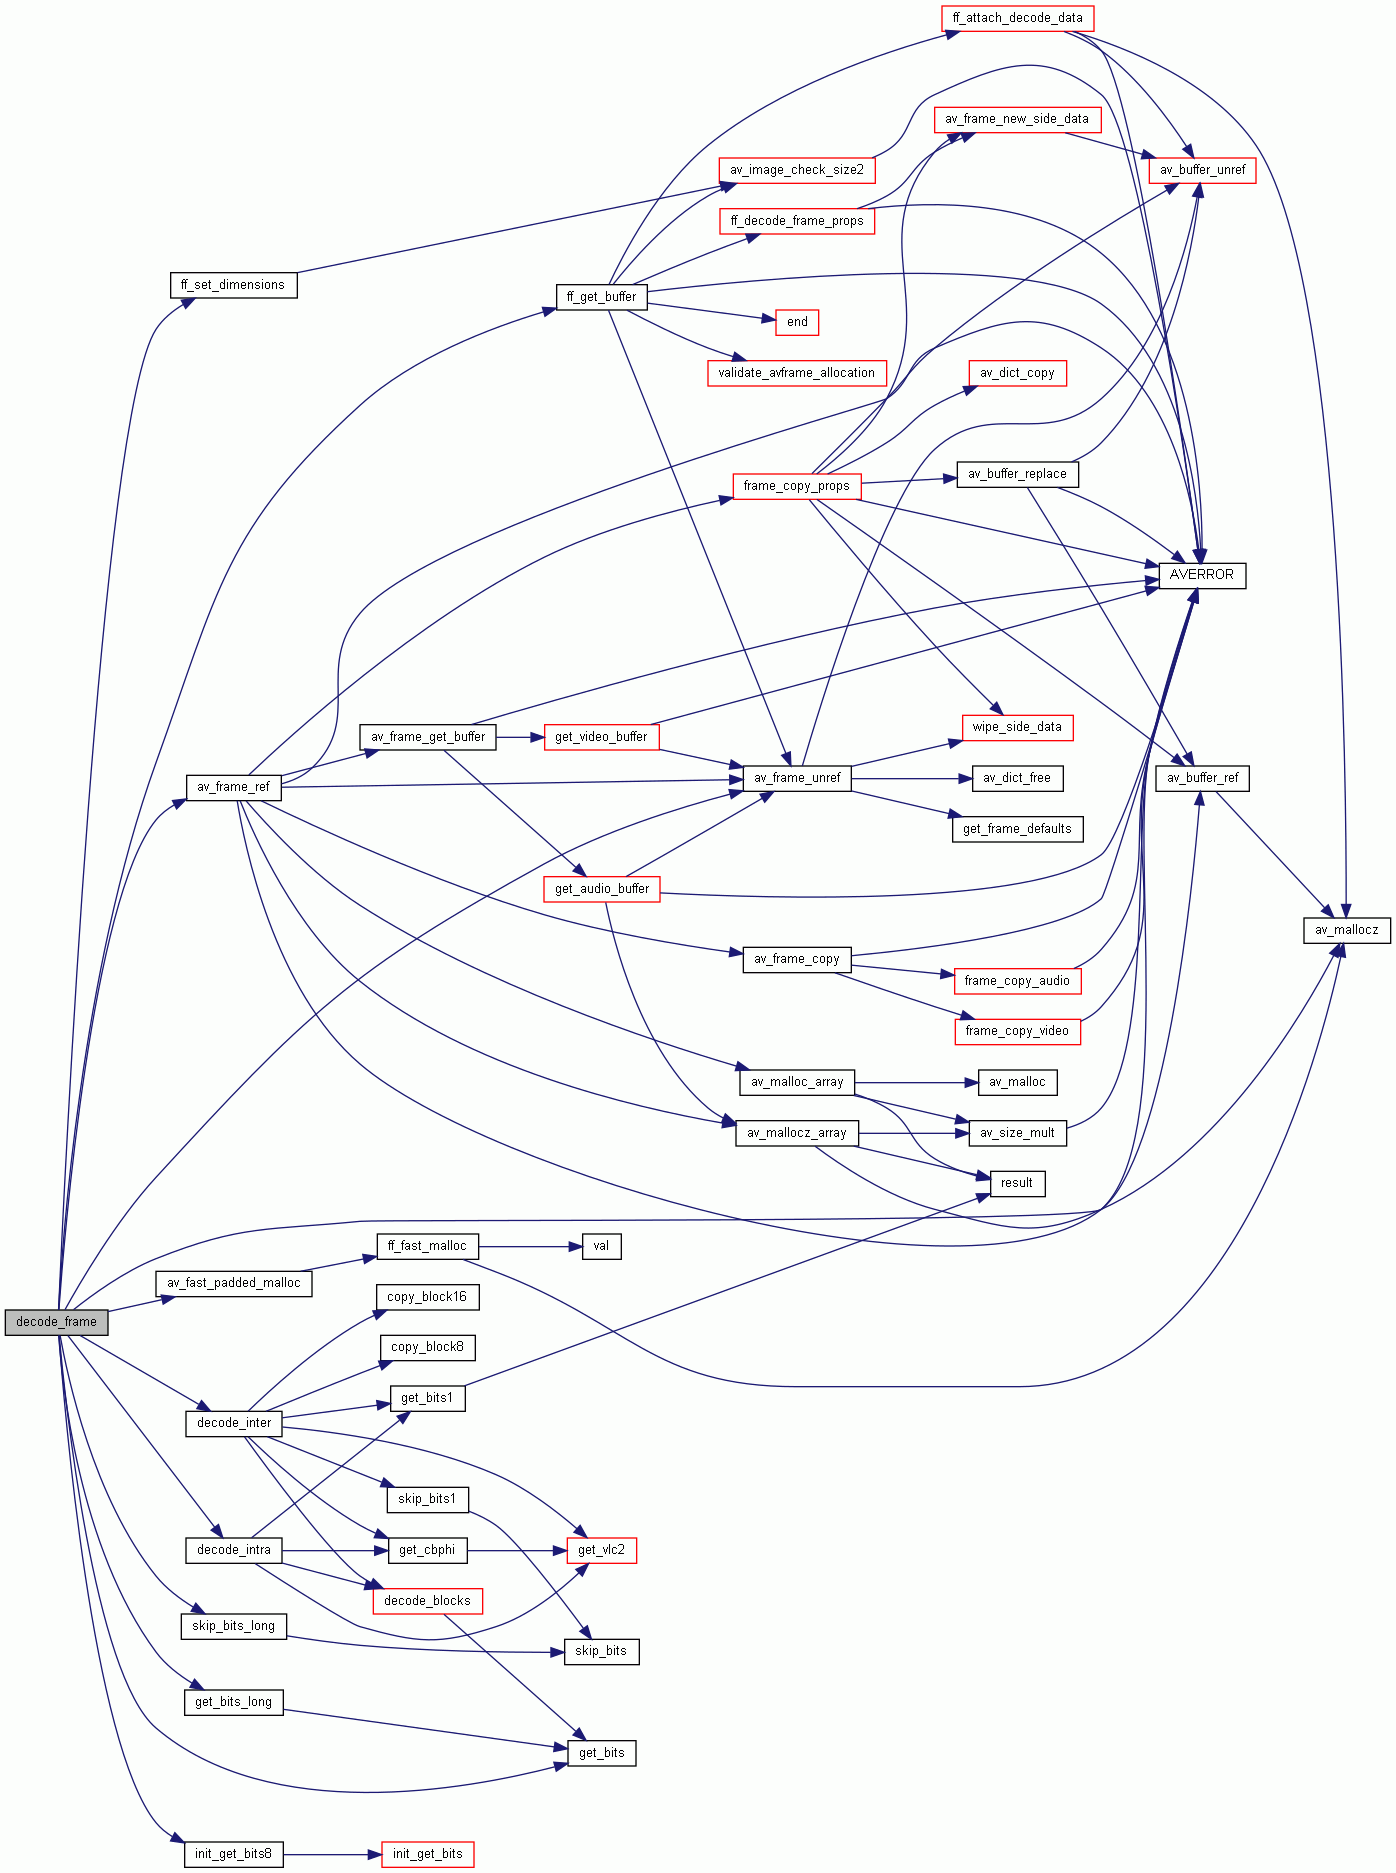 ff_attach_decode_data
av_frame_new_side_data
av_image_check_size2
av_buffer_unref
ff_decode_frame_props
ff_set_dimensions
ff_get_buffer
end
validate_avframe_allocation
av_dict_copy
frame_copy_props
av_buffer_replace
AVERROR
wipe_side_data
av_frame_get_buffer
get_video_buffer
av_frame_ref
av_frame_unref
av_dict_free
av_buffer_ref
get_frame_defaults
get_audio_buffer
av_mallocz
av_frame_copy
frame_copy_audio
frame_copy_video
av_malloc_array
av_malloc
av_mallocz_array
av_size_mult
result
ff_fast_malloc
val
av_fast_padded_malloc
copy_block16
decode_frame
copy_block8
get_bits1
decode_inter
skip_bits1
decode_intra
get_cbphi
get_vlc2
decode_blocks
skip_bits_long
skip_bits
get_bits_long
get_bits
init_get_bits8
init_get_bits